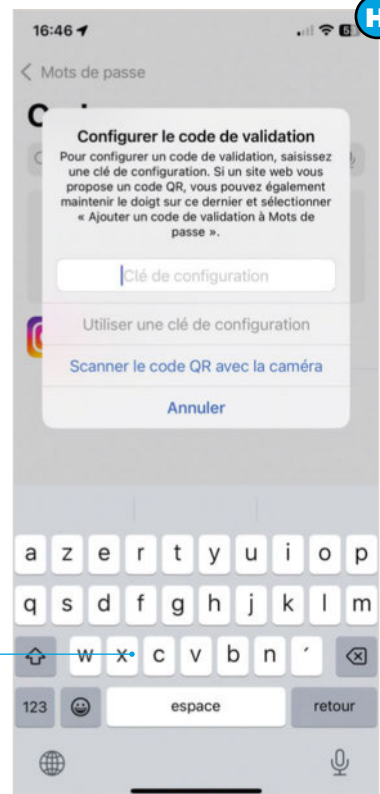 H
16:46
Mots de passe
Configurer le code de validation
Pour configurer un code de validation, saisissez
une clé de configuration. Si un site web vous
propose un code QR, vous pouvez également
maintenir le doigt sur ce dernier et sélectionner
« Ajouter un code de validation à Mots de
passe ».
Clé de configuration
Utiliser une clé de configuration
Scanner le code QR avec la caméra
Annuler
a z e r t y u i o p
q s d f g h j k l m
w x c v b n ´
123 espace retour